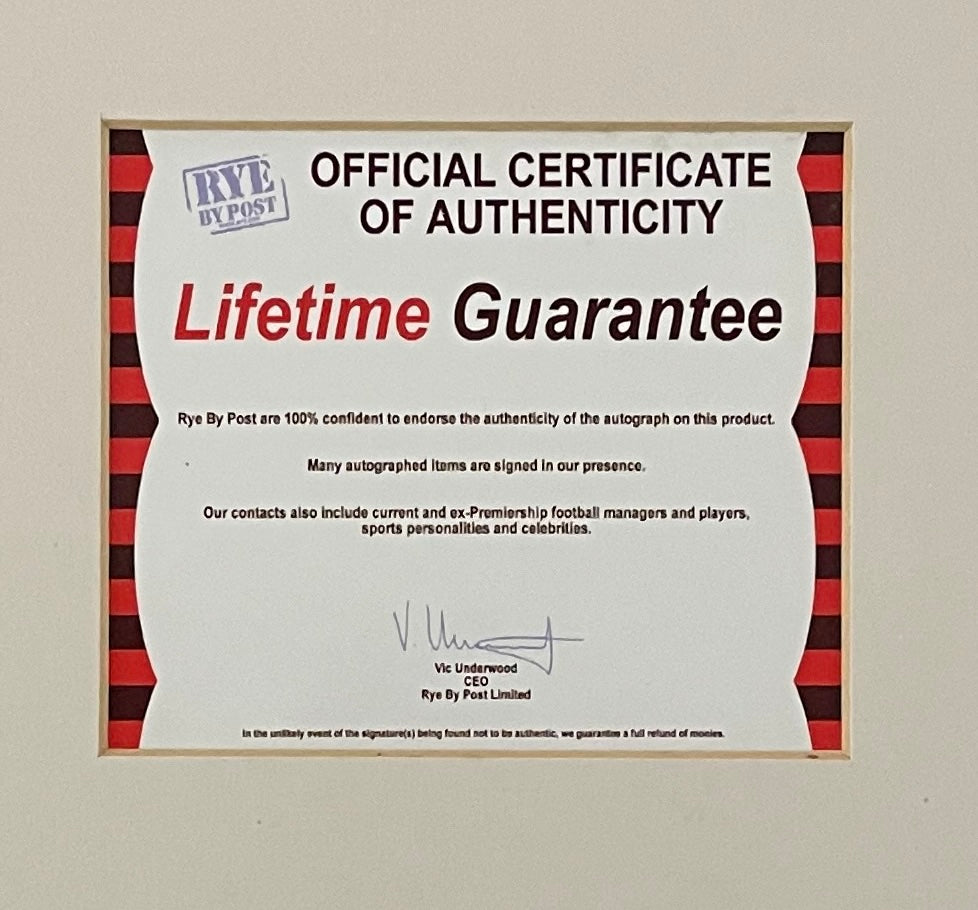 RYE
BY POST
OFFICIAL CERTIFICATE
OF AUTHENTICITY
Lifetime Guarantee
Rye By Post are 100% confident to endorse the authenticity of the autograph on this product.
Many autographed items are signed in our presence.
Our contacts also include current and ex-Premiership football managers and players,
sports personalities and celebrities.
V. Underwood
Vic Underwood
CEO
Rye By Post Limited
In the unlikely event of the signature(s) being found not to be authentic, we guarantee a full refund of monies.